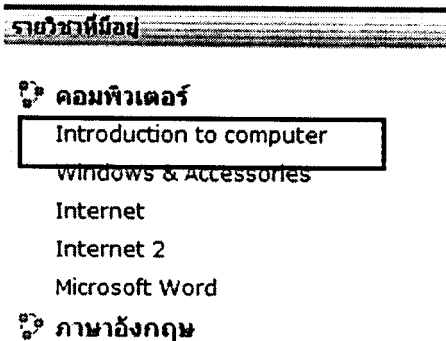 รายวิชาที่มีอยู่
คอมพิวเตอร์
Introduction to computer
Windows & Accessories
Internet
Internet 2
Microsoft Word
ภาษาอังกฤษ